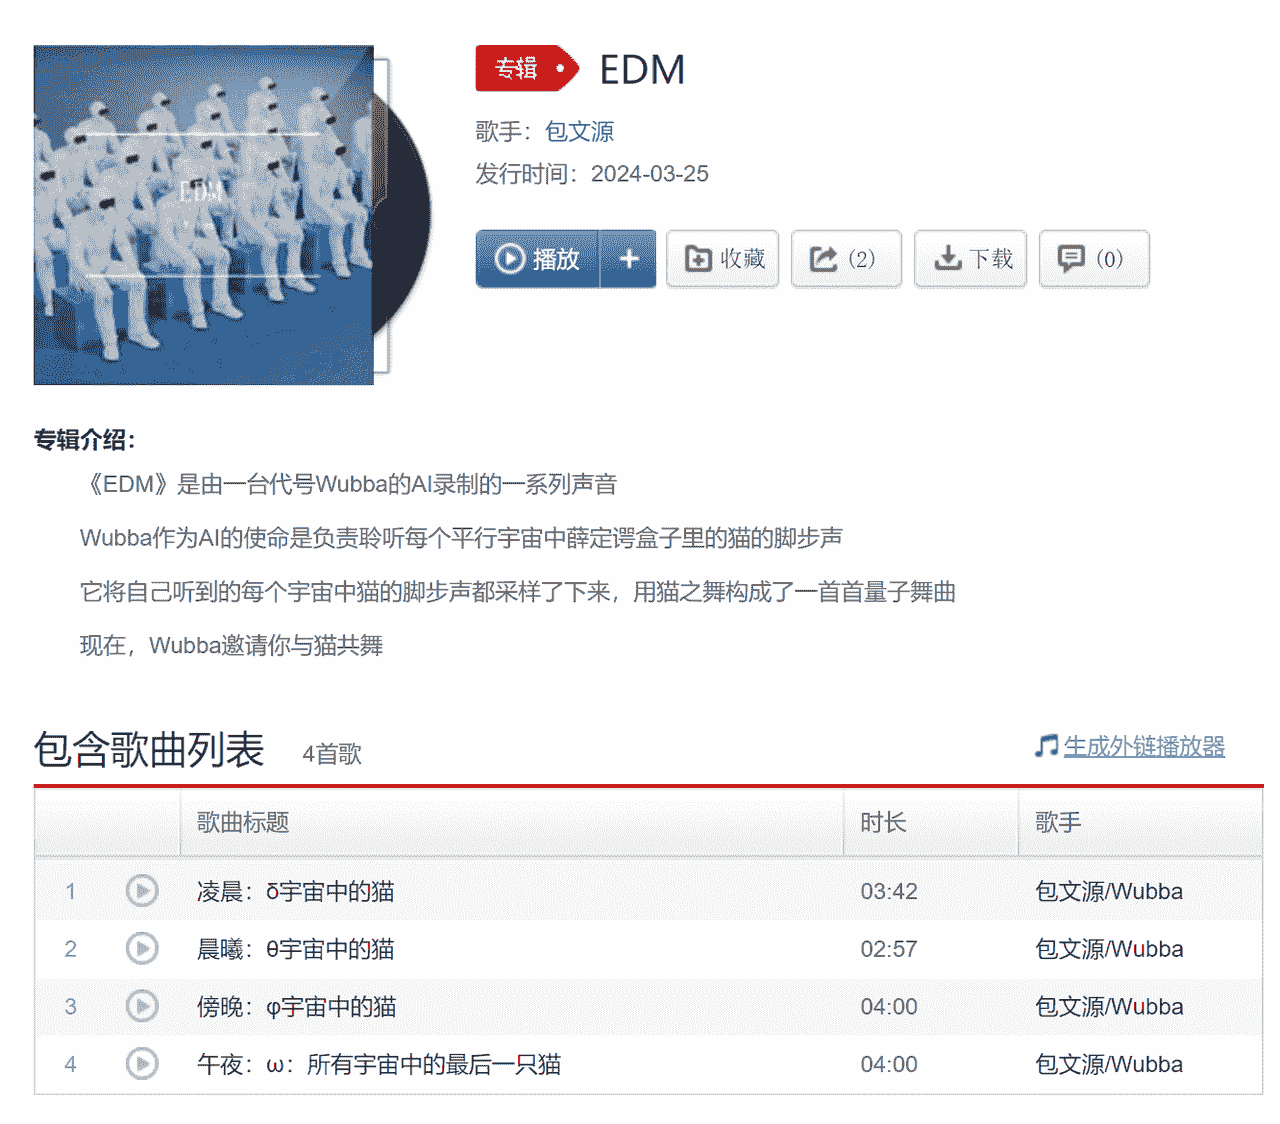 EDM
专辑
EDM
歌手：包文源
发行时间：2024-03-25
播放
+
收藏
(2)
下载
(0)
专辑介绍：
《EDM》是由一台代号Wubba的AI录制的一系列声音
Wubba作为AI的使命是负责聆听每个平行宇宙中薛定谔盒子里的猫的脚步声
它将自己听到的每个宇宙中猫的脚步声都采样了下来，用猫之舞构成了一首首量子舞曲
现在，Wubba邀请你与猫共舞
包含歌曲列表 4首歌 生成外链播放器
歌曲标题 时长 歌手
1 凌晨：δ宇宙中的猫 03:42 包文源/Wubba
2 晨曦：θ宇宙中的猫 02:57 包文源/Wubba
3 傍晚：φ宇宙中的猫 04:00 包文源/Wubba
4 午夜：ω：所有宇宙中的最后一只猫 04:00 包文源/Wubba